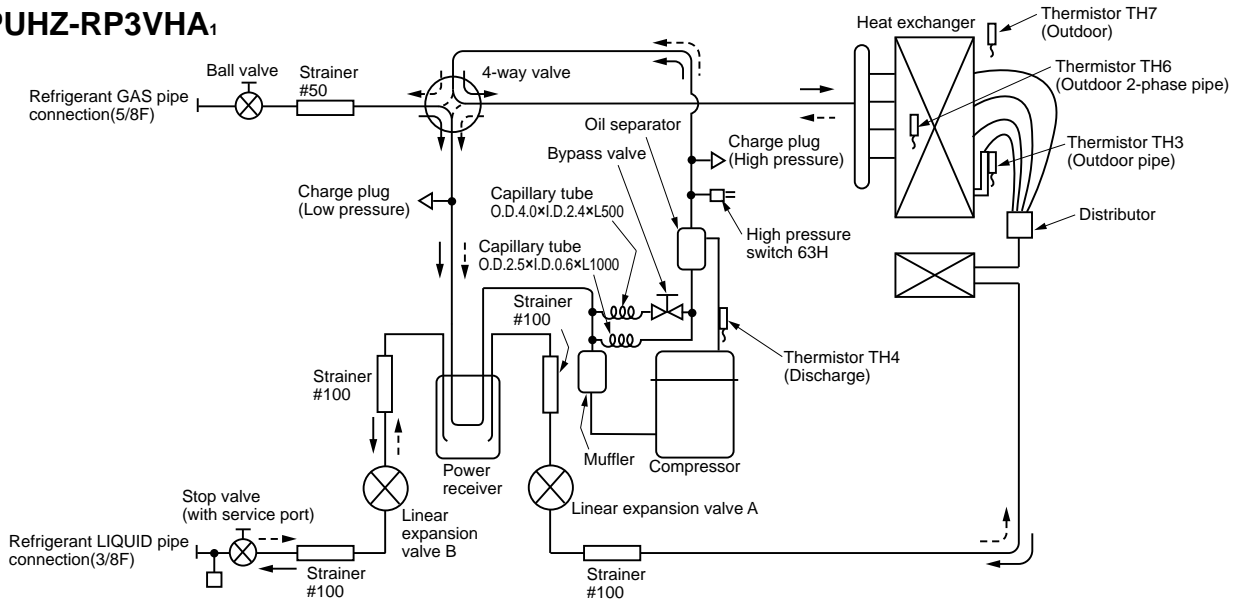 PUHZ-RP3VHA1
Heat exchanger
Thermistor TH7
(Outdoor)
Ball valve
Strainer
#50
4-way valve
Thermistor TH6
(Outdoor 2-phase pipe)
Refrigerant GAS pipe
connection(5/8F)
Oil separator
Bypass valve
Charge plug
(High pressure)
Thermistor TH3
(Outdoor pipe)
Charge plug
(Low pressure)
Capillary tube
O.D.4.0×I.D.2.4×L500
Distributor
High pressure
switch 63H
Capillary tube
O.D.2.5×I.D.0.6×L1000
Strainer
#100
Thermistor TH4
(Discharge)
Strainer
#100
Muffler
Compressor
Power
receiver
Stop valve
(with service port)
Linear
expansion
valve B
Linear expansion valve A
Refrigerant LIQUID pipe
connection(3/8F)
Strainer
#100
Strainer
#100